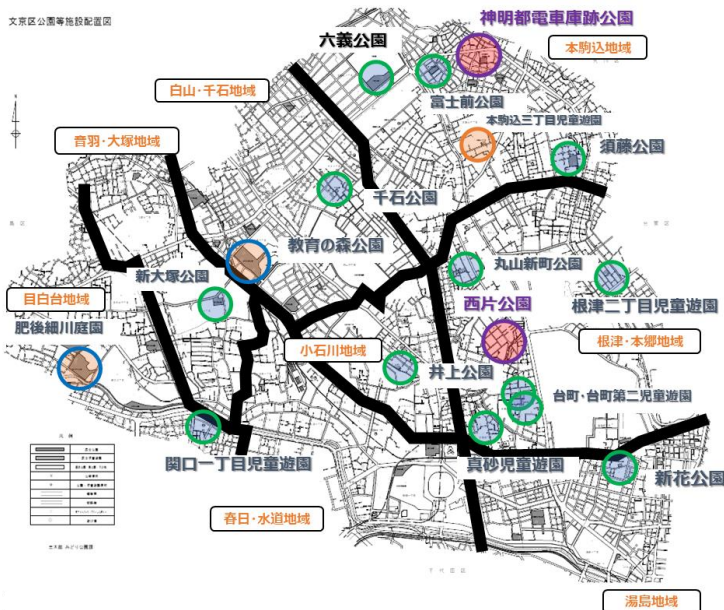 文京区公園等施設配置図
神明都電車庫跡公園
六義公園
本駒込地域
白山・千石地域
富士前公園
本駒込三丁目児童遊園
音羽・大塚地域
須藤公園
千石公園
教育の森公園
丸山新町公園
新大塚公園
目白台地域
西片公園
根津二丁目児童遊園
肥後細川庭園
小石川地域
根津・本郷地域
井上公園
台町・台町第二児童遊園
関口一丁目児童遊園
真砂児童遊園
新花公園
春日・水道地域
湯島地域